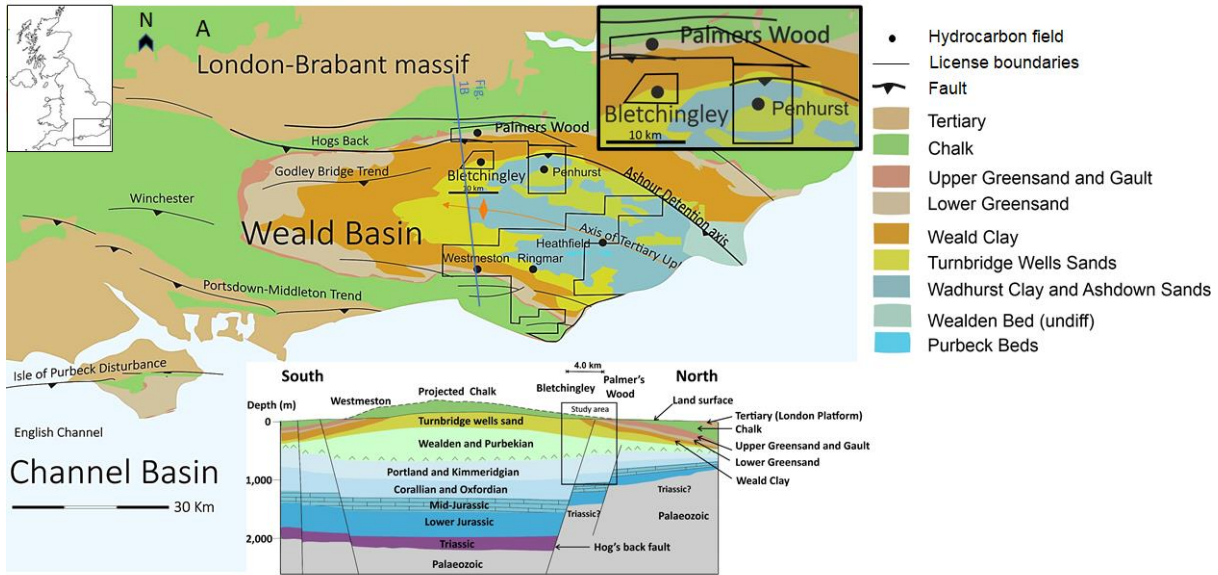 N
A
London-Brabant massif
Fig.
1B
Hogs Back
Palmers Wood
Godley Bridge Trend
Bletchingley
10 km
Penhurst
Winchester
Weald Basin
Ashour Detention axis
Axis of Tertiary Up
Heathfield
Westmeston
Ringmar
Portsdown-Middleton Trend
Isle of Purbeck Disturbance
English Channel
Channel Basin
30 Km
Palmers Wood
Bletchingley
Penhurst
10 km
Hydrocarbon field
License boundaries
Fault
Tertiary
Chalk
Upper Greensand and Gault
Lower Greensand
Weald Clay
Turnbridge Wells Sands
Wadhurst Clay and Ashdown Sands
Wealden Bed (undiff)
Purbeck Beds
South
Westmeston
Projected Chalk
4.0 km
Bletchingley
Palmer's
Wood
North
Depth (m)
0
1,000
2,000
Study area
Land surface
Tertiary (London Platform)
Chalk
Upper Greensand and Gault
Lower Greensand
Weald Clay
Turnbridge wells sand
Wealden and Purbekian
Portland and Kimmeridgian
Corallian and Oxfordian
Mid-Jurassic
Lower Jurassic
Triassic
Palaeozoic
Triassic?
Triassic?
Palaeozoic
Hog's back fault